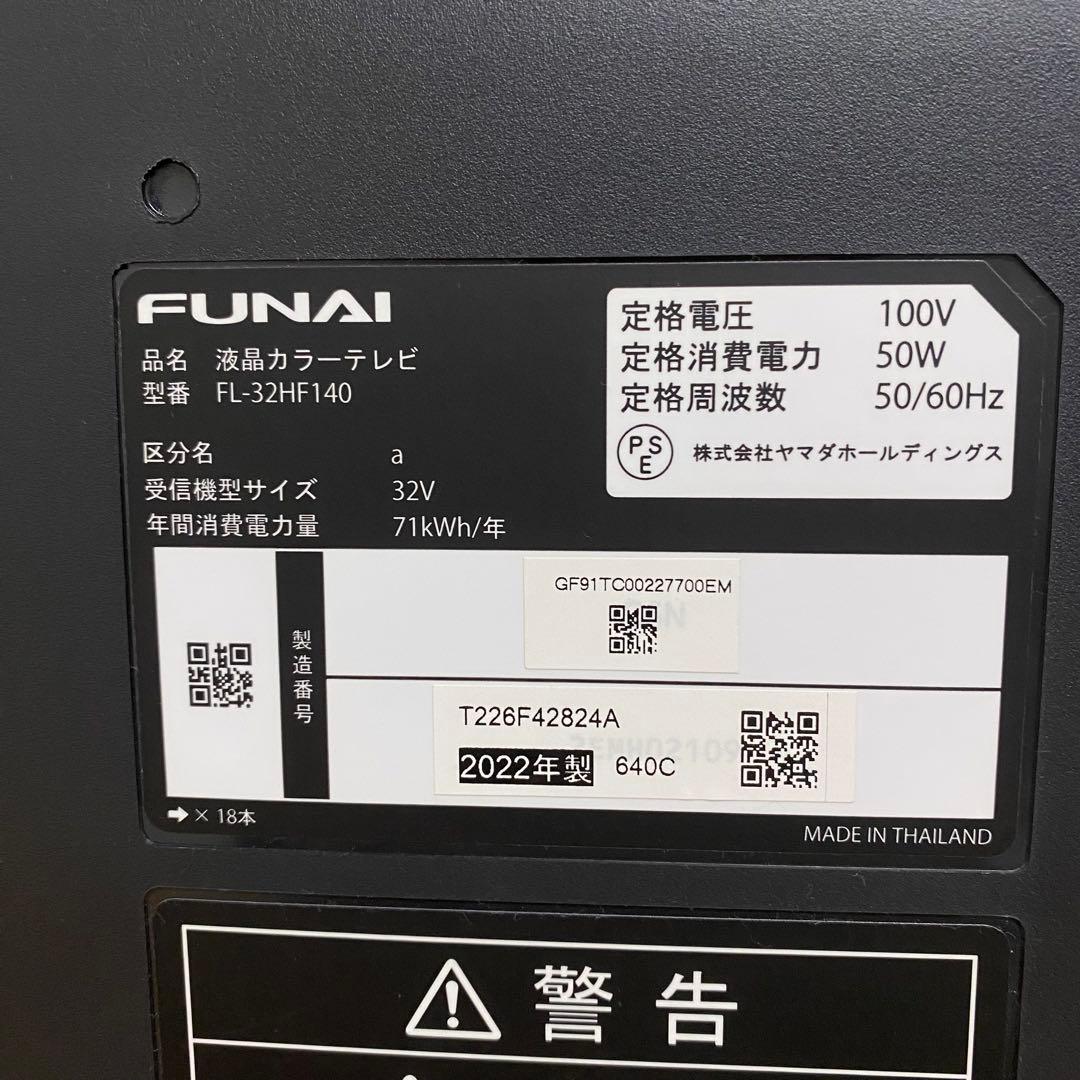 FUNAI
品名 液晶カラーテレビ
型番 FL-32HF140
区分名 a
受信機型サイズ 32V
年間消費電力量 71kWh/年
定格電圧 100V
定格消費電力 50W
定格周波数 50/60Hz
PSE 株式会社ヤマダホールディングス
製造番号
GF91TC00227700EM
T226F42824A
2022年製 640C
➡ × 18本
MADE IN THAILAND
警告